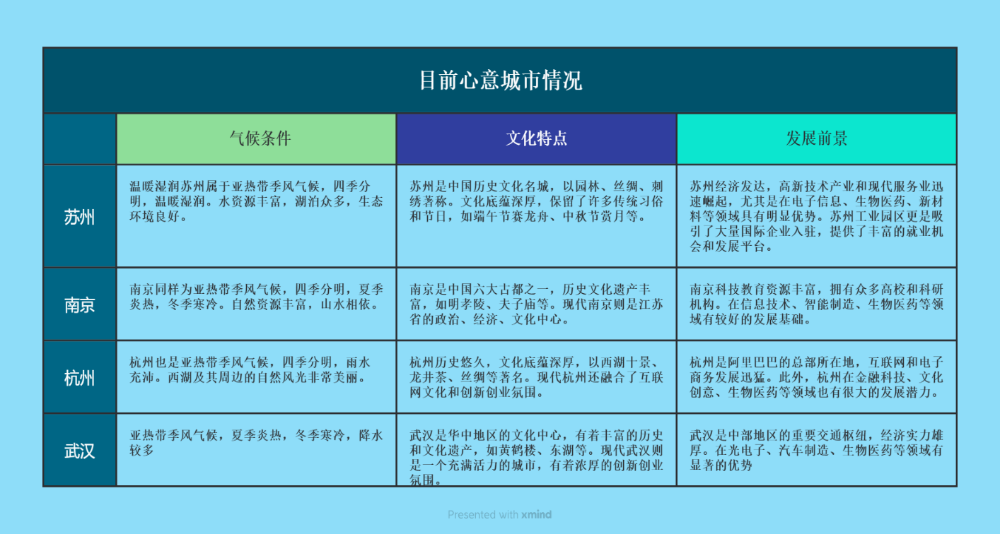 目前心意城市情况
气候条件
文化特点
发展前景
苏州
温暖湿润苏州属于亚热带季风气候，四季分
明，温暖湿润。水资源丰富，湖泊众多，生态
环境良好。
苏州是中国历史文化名城，以园林、丝绸、刺
绣著称。文化底蕴深厚，保留了许多传统习俗
和节日，如端午节赛龙舟、中秋节赏月等。
苏州经济发达，高新技术产业和现代服务业迅
速崛起，尤其是在电子信息、生物医药、新材
料等领域具有明显优势。苏州工业园区更是吸
引了大量国际企业入驻，提供了丰富的就业机
会和发展平台。
南京
南京同样为亚热带季风气候，四季分明，夏季
炎热，冬季寒冷。自然资源丰富，山水相依。
南京是中国六大古都之一，历史文化遗产丰
富，如明孝陵、夫子庙等。现代南京则是江苏
省的政治、经济、文化中心。
南京科技教育资源丰富，拥有众多高校和科研
机构。在信息技术、智能制造、生物医药等领
域有较好的发展基础。
杭州
杭州也是亚热带季风气候，四季分明，雨水
充沛。西湖及其周边的自然风光非常美丽。
杭州历史悠久，文化底蕴深厚，以西湖十景、
龙井茶、丝绸等著名。现代杭州还融合了互联
网文化和创新创业氛围。
杭州是阿里巴巴的总部所在地，互联网和电子
商务发展迅猛。此外，杭州在金融科技、文化
创意、生物医药等领域也有很大的发展潜力。
武汉
亚热带季风气候，夏季炎热，冬季寒冷，降水
较多
武汉是华中地区的文化中心，有着丰富的历史
和文化遗产，如黄鹤楼、东湖等。现代武汉则
是一个充满活力的城市，有着浓厚的创新创业
氛围。
武汉是中部地区的重要交通枢纽，经济实力雄
厚。在光电子、汽车制造、生物医药等领域有
显著的优势
Presented with xmind